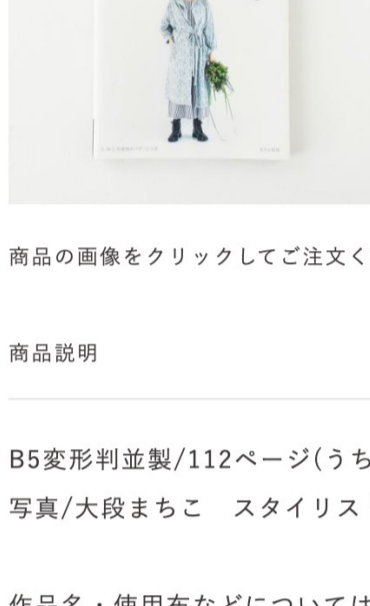 商品の画像をクリックしてご注文く
商品説明
B5変形判並製/112ページ(うち
写真/大段まちこ　スタイリス
作品名・使用布などについては